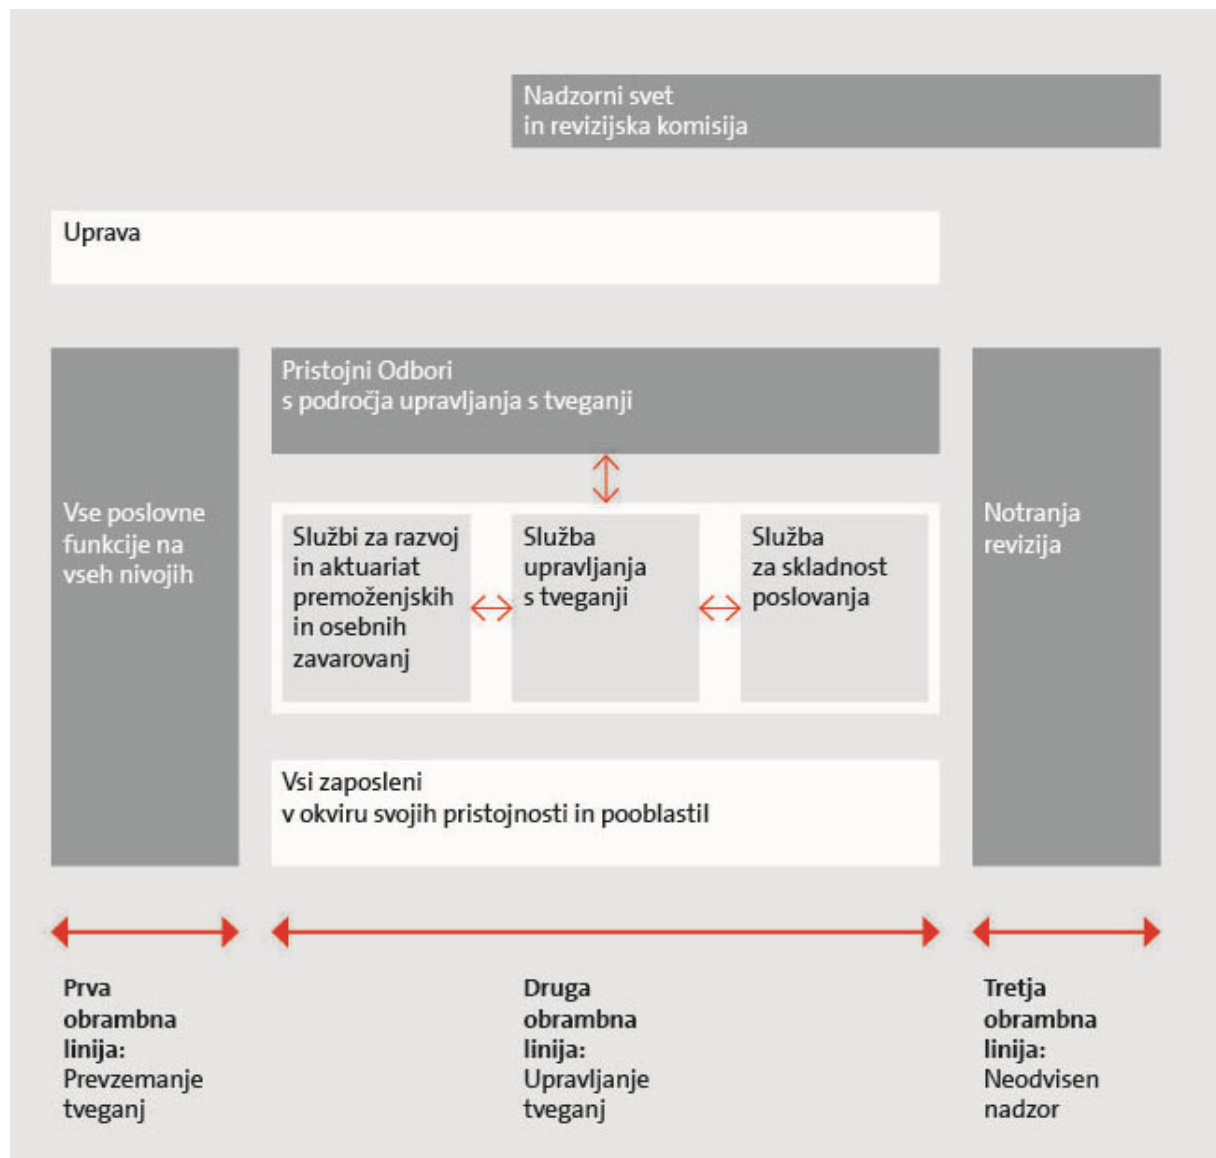 Nadzorni svet
in revizijska komisija
Uprava
Vse poslovne
funkcije na
vseh nivojih
Pristojni Odbori
s področja upravljanja s tveganji
Službi za razvoj
in aktuariat
premoženjskih
in osebnih
zavarovanj
Služba
upravljanja
s tveganji
Služba
za skladnost
poslovanja
Vsi zaposleni
v okviru svojih pristojnosti in pooblastil
Notranja
revizija
Prva
obrambna
linija:
Prevzemanje
tveganj
Druga
obrambna
linija:
Upravljanje
tveganj
Tretja
obrambna
linija:
Neodvisen
nadzor